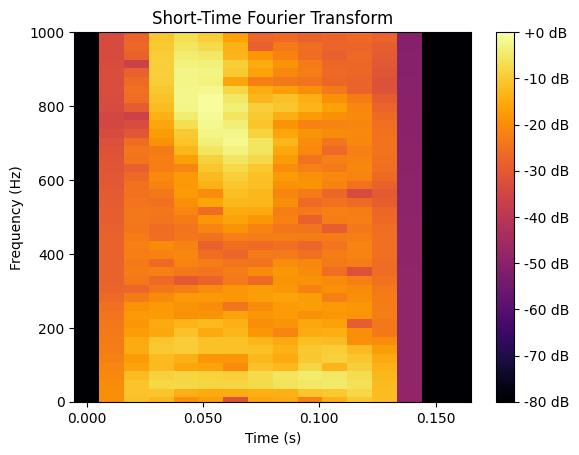 Short-Time Fourier Transform
1000
800
600
400
200
0
Frequency (Hz)
0.000
0.050
0.100
0.150
Time (s)
+0 dB
-10 dB
-20 dB
-30 dB
-40 dB
-50 dB
-60 dB
-70 dB
-80 dB